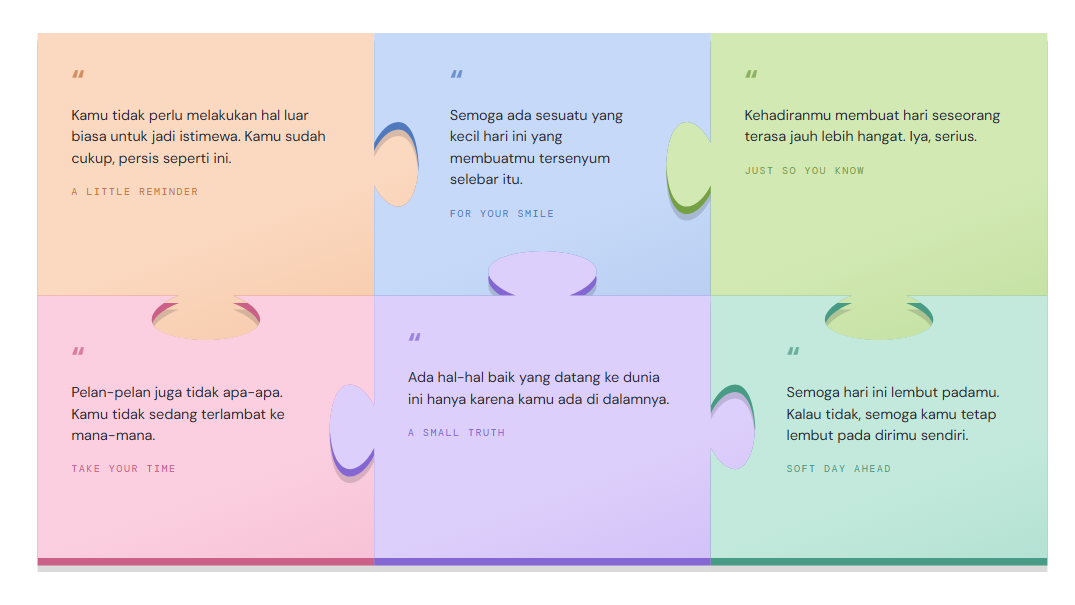 “
Kamu tidak perlu melakukan hal luar
biasa untuk jadi istimewa. Kamu sudah
cukup, persis seperti ini.
A LITTLE REMINDER
“
Semoga ada sesuatu yang
kecil hari ini yang
membuatmu tersenyum
selebar itu.
FOR YOUR SMILE
“
Kehadiranmu membuat hari seseorang
terasa jauh lebih hangat. Iya, serius.
JUST SO YOU KNOW
“
Pelan-pelan juga tidak apa-apa.
Kamu tidak sedang terlambat ke
mana-mana.
TAKE YOUR TIME
“
Ada hal-hal baik yang datang ke dunia
ini hanya karena kamu ada di dalamnya.
A SMALL TRUTH
“
Semoga hari ini lembut padamu.
Kalau tidak, semoga kamu tetap
lembut pada dirimu sendiri.
SOFT DAY AHEAD